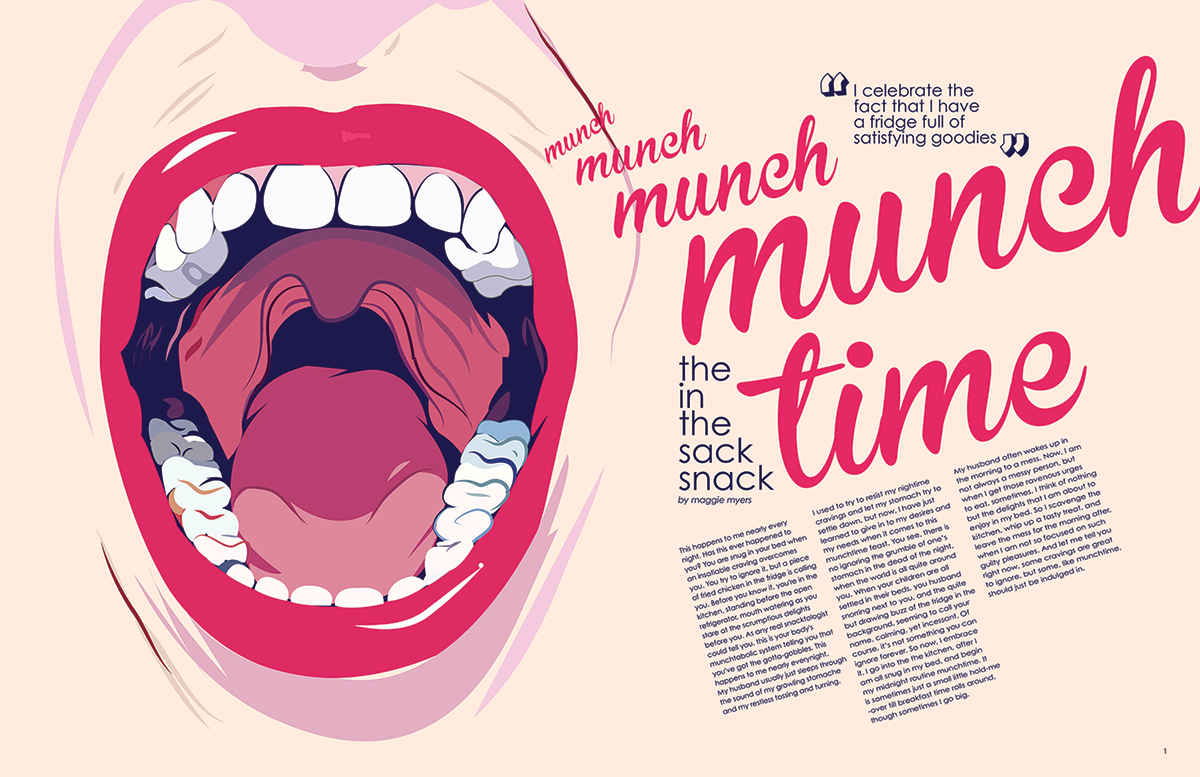 munch
munch
munch
munch
time
“I celebrate the
fact that I have
a fridge full of
satisfying goodies”
the
in
the
sack
snack
by maggie myers
This happens to me nearly every
night. Has this ever happened to
you? You are snug in your bed when
an insatiable craving overcomes
you. You try to ignore it, but a piece
of fried chicken in the fridge is calling
you. Before you know it, you're in the
kitchen, standing before the open
refrigerator, mouth watering as you
stare at the scrumptious delights
before you. As any real snacktologist
could tell you, this is your body's
munchtabolic system telling you that
you've got the gotta-gobbles. This
happens to me nearly everynight.
My husband usually just sleeps through
the sound of my growling stomache
and my restless tossing and turning.
I used to try to resist my nightime
cravings and let my stomach try to
settle down, but now, I have just
learned to give in to my desires and
my needs when it comes to this
munchtime feast. You see, there is
no ignoring the grumble of one's
stomach in the dead of the night,
when the world is all quite around
you. When your children are all
settled in their beds, you husband
snoring next to you, and the quite
but drawing buzz of the fridge in the
background, seeming to call your
name, calming, yet incessant. Of
course, it's not something you can
ignore forever. So now, I embrace
it. I go into the the kitchen, after I
am all snug in my bed, and begin
my midnight routine munchtime. It
is sometimes just a small little hold-me
-over till breakfast time rolls around,
though sometimes I go big.
My husband often wakes up in
the morning to a mess. Now, I am
not always a messy person, but
when I get those ravenous urges
to eat, sometimes, I think of nothing
but the delights that I am about to
enjoy in my bed. So I scavenge the
kitchen, whip up a tasty treat, and
leave the mess for the morning after,
when I am not so focused on such
guilty pleasures. And let me tell you
right now, some cravings are great
to ignore, but some, like munchtime,
should just be indulged in.
1